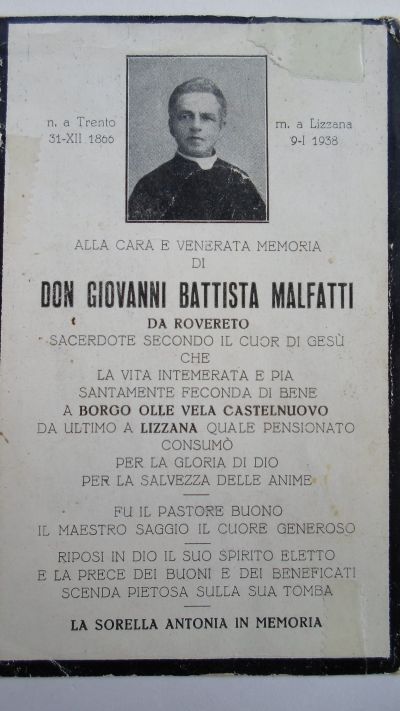 n. a Trento
31-XII 1866
m. a Lizzana
9-I 1938
ALLA CARA E VENERATA MEMORIA
DI
DON GIOVANNI BATTISTA MALFATTI
DA ROVERETO
SACERDOTE SECONDO IL CUOR DI GESÙ
CHE
LA VITA INTEMERATA E PIA
SANTAMENTE FECONDA DI BENE
A BORGO OLLE VELA CASTELNUOVO
DA ULTIMO A LIZZANA QUALE PENSIONATO
CONSUMÒ
PER LA GLORIA DI DIO
PER LA SALVEZZA DELLE ANIME
FU IL PASTORE BUONO
IL MAESTRO SAGGIO IL CUORE GENEROSO
RIPOSI IN DIO IL SUO SPIRITO ELETTO
E LA PRECE DEI BUONI E DEI BENEFICATI
SCENDA PIETOSA SULLA SUA TOMBA
LA SORELLA ANTONIA IN MEMORIA